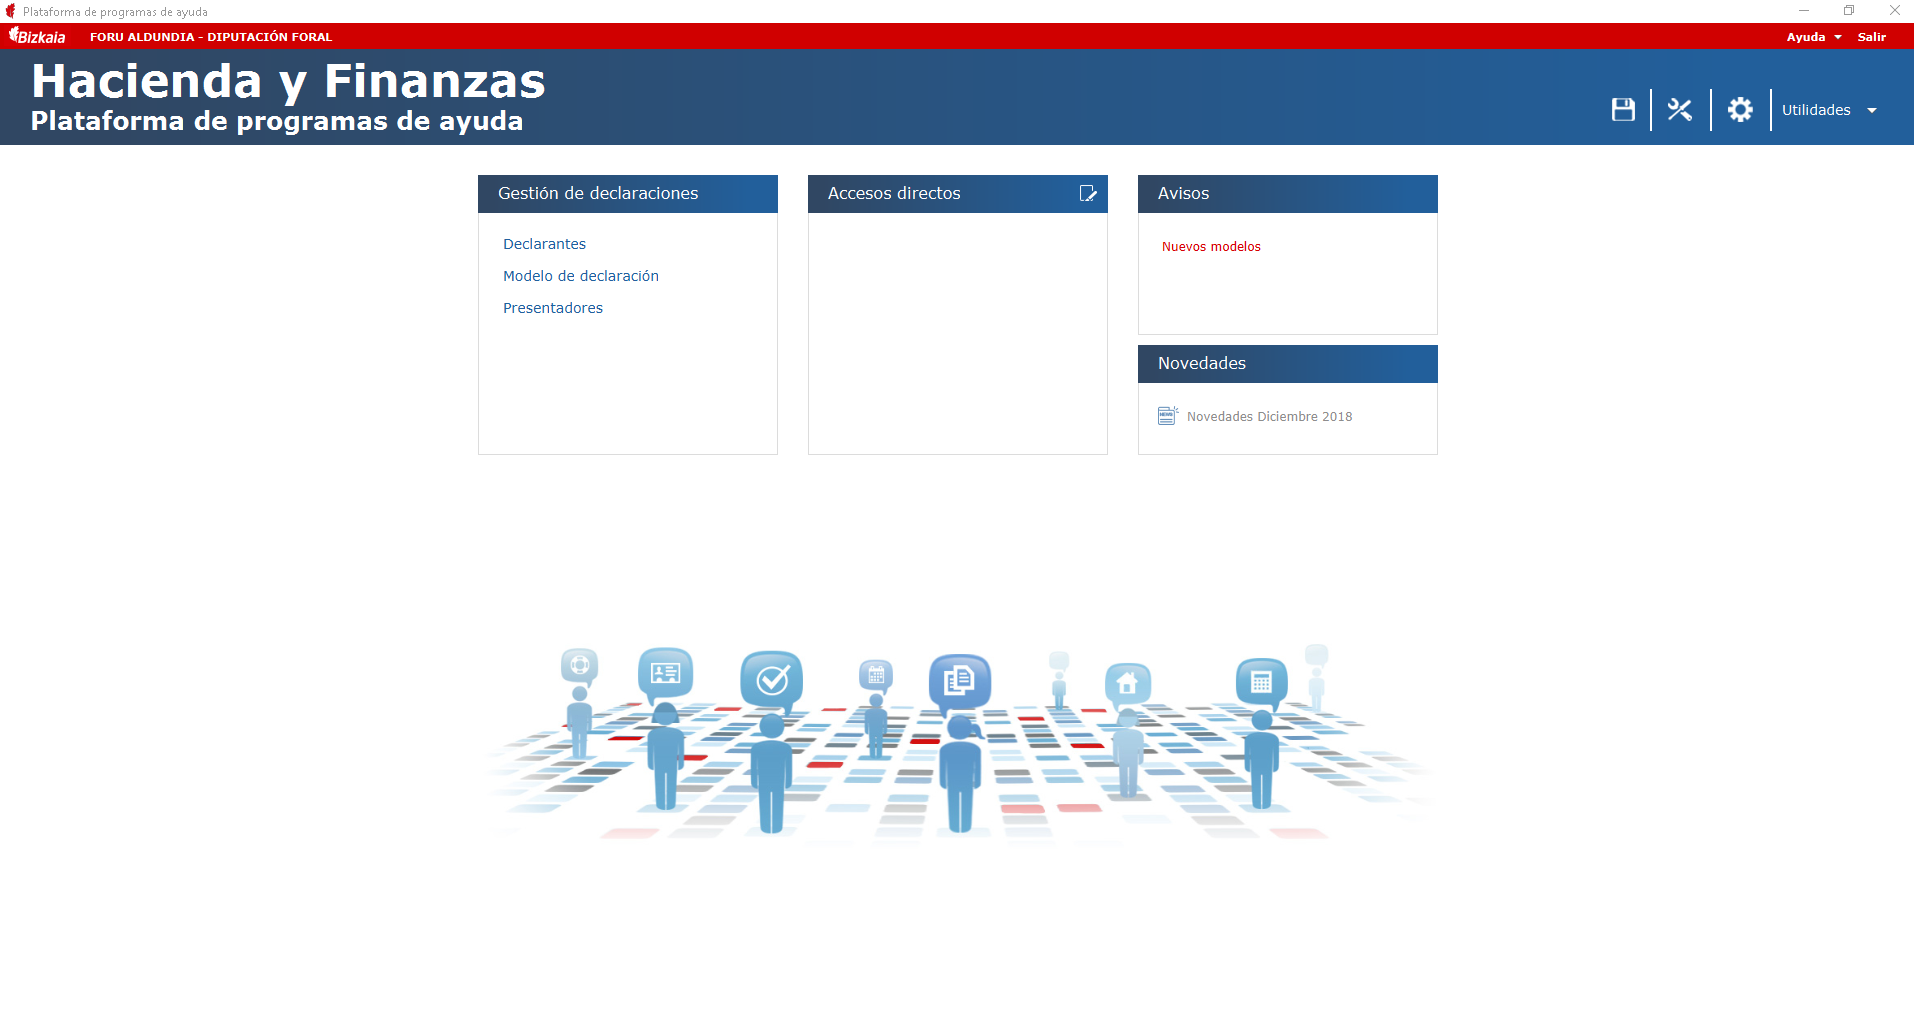 Plataforma de programas de ayuda
Bizkaia FORU ALDUNDIA - DIPUTACIÓN FORAL Ayuda Salir
Hacienda y Finanzas
Plataforma de programas de ayuda
Utilidades
Gestión de declaraciones
Declarantes
Modelo de declaración
Presentadores
Accesos directos
Avisos
Nuevos modelos
Novedades
NEWS Novedades Diciembre 2018